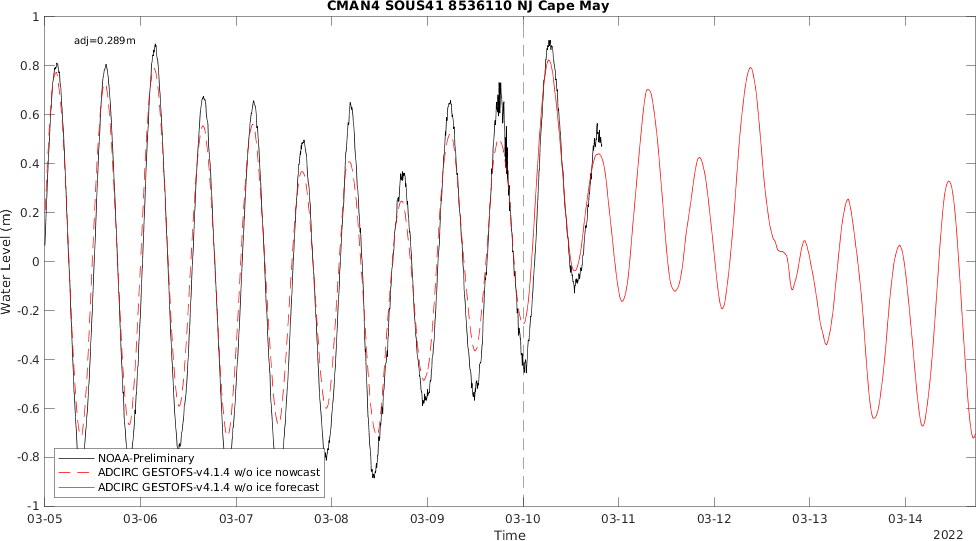 CMAN4 SOUS41 8536110 NJ Cape May
adj=0.289m
1
0.8
0.6
0.4
0.2
0
-0.2
-0.4
-0.6
-0.8
-1
Water Level (m)
NOAA-Preliminary
ADCIRC GESTOFS-v4.1.4 w/o ice nowcast
ADCIRC GESTOFS-v4.1.4 w/o ice forecast
03-05 03-06 03-07 03-08 03-09 03-10 03-11 03-12 03-13 03-14
Time
2022